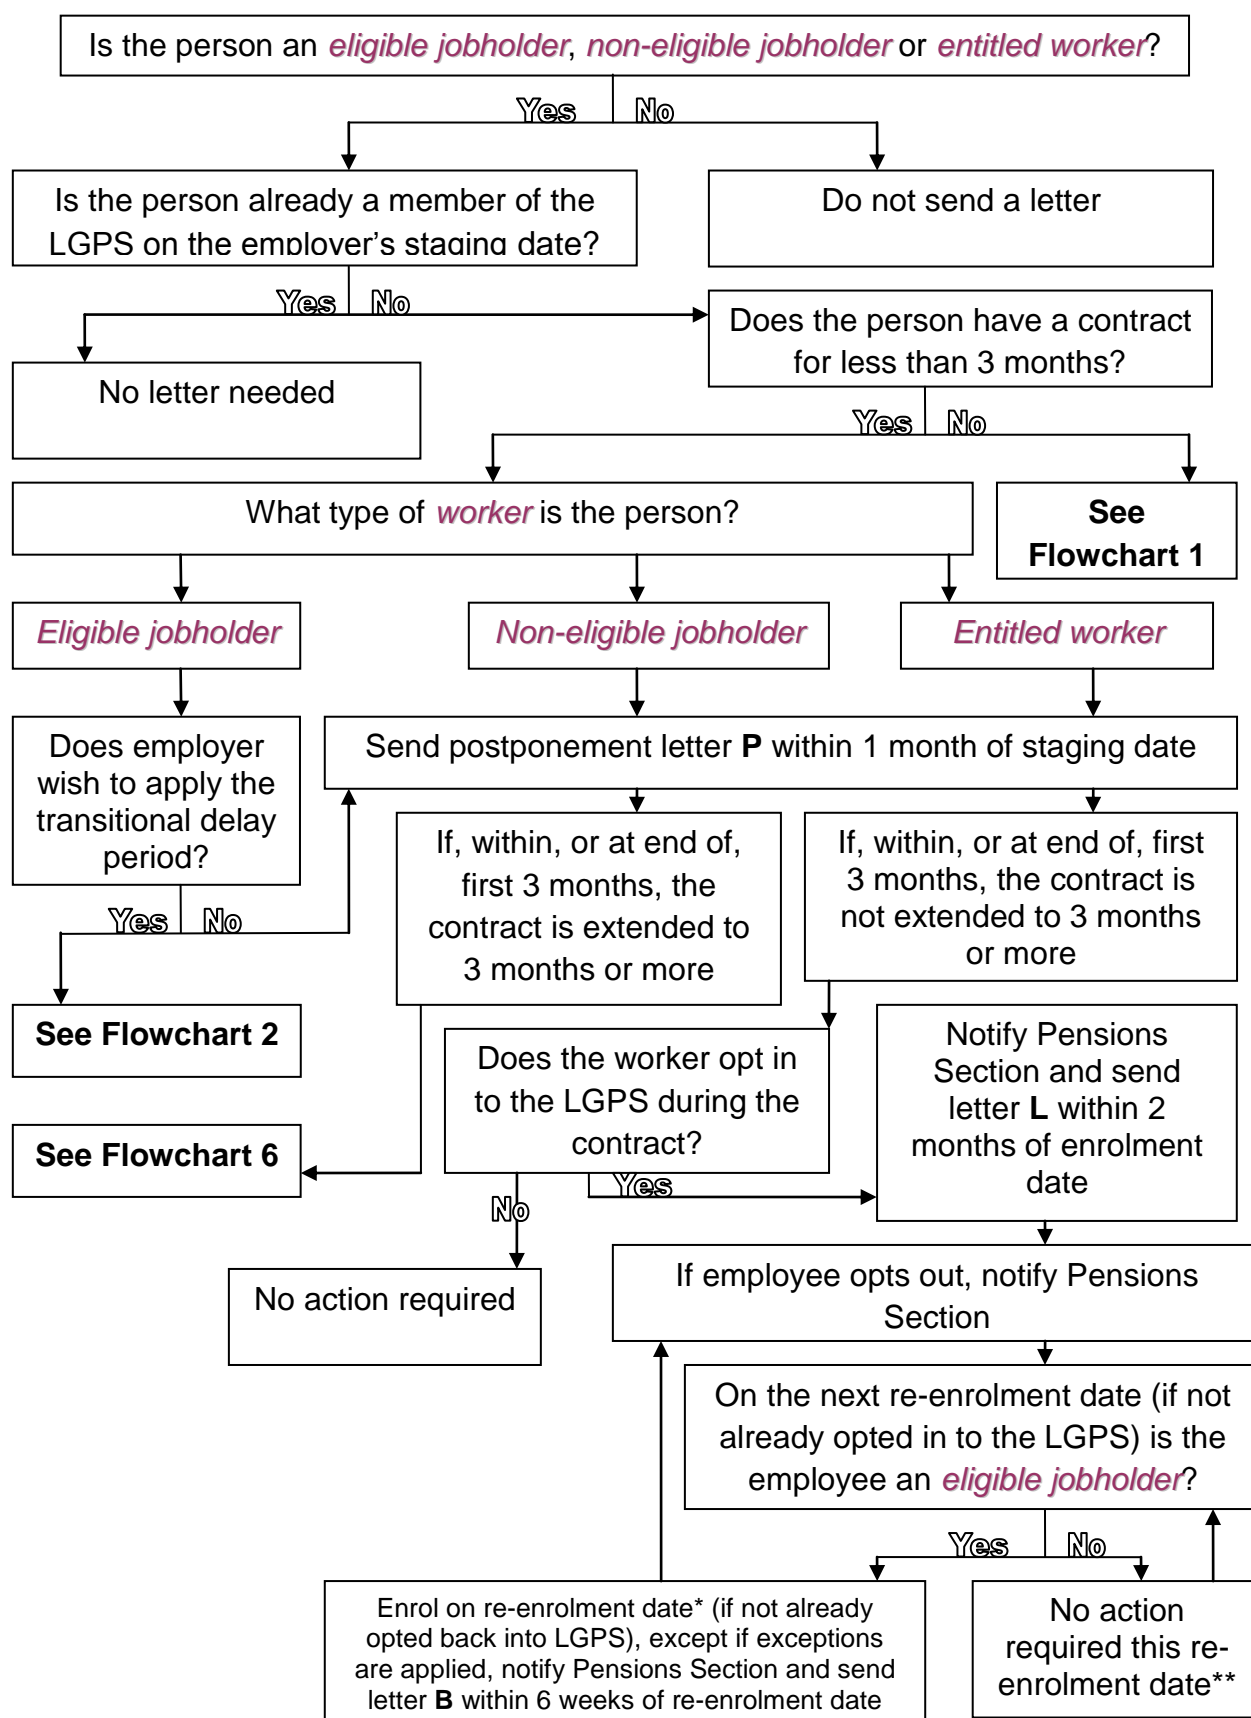 Is the person an eligible jobholder, non-eligible jobholder or entitled worker?
Yes No
Is the person already a member of the
LGPS on the employer's staging date?
Do not send a letter
Yes No
Does the person have a contract
for less than 3 months?
No letter needed
Yes No
What type of worker is the person?
See
Flowchart 1
Eligible jobholder
Non-eligible jobholder
Entitled worker
Does employer
wish to apply the
transitional delay
period?
Send postponement letter P within 1 month of staging date
If, within, or at end of,
first 3 months, the
contract is extended to
3 months or more
If, within, or at end of, first
3 months, the contract is
not extended to 3 months
or more
Yes No
See Flowchart 2
Does the worker opt in
to the LGPS during the
contract?
Notify Pensions
Section and send
letter L within 2
months of enrolment
date
See Flowchart 6
Yes
No
No action required
If employee opts out, notify Pensions
Section
On the next re-enrolment date (if not
already opted in to the LGPS) is the
employee an eligible jobholder?
Yes No
Enrol on re-enrolment date* (if not already
opted back into LGPS), except if exceptions
are applied, notify Pensions Section and send
letter B within 6 weeks of re-enrolment date
No action
required this re-
enrolment date**